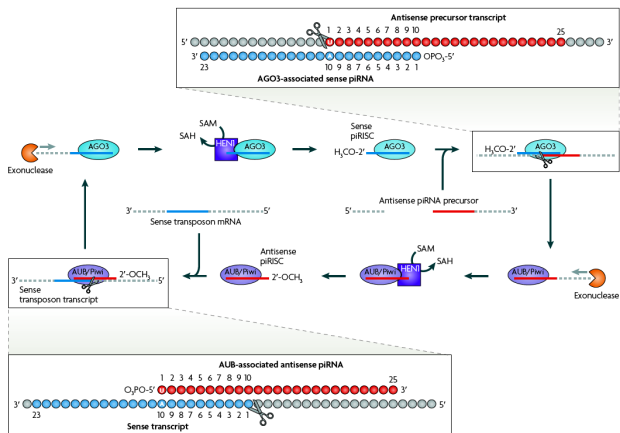 Antisense precursor transcript
1 2 3 4 5 6 7 8 9 10 25
5′ U 3′
3′ A OPO₃-5′
23 10 9 8 7 6 5 4 3 2 1
AGO3-associated sense piRNA
Exonuclease
AGO3
SAM
SAH
HEN1
AGO3
Sense
piRISC
H₃CO-2′
AGO3
H₃CO-2′
AGO3
Sense transposon mRNA
3′ 5′
Antisense piRNA precursor
5′ 3′
3′ AUB/Piwi 2′-OCH₃ 5′
Sense
transposon transcript
Antisense
piRISC
AUB/Piwi 2′-OCH₃
AUB/Piwi
HEN1
SAM
SAH
AUB/Piwi
Exonuclease
AUB-associated antisense piRNA
1 2 3 4 5 6 7 8 9 10 25
O₃PO-5′ U 3′
3′ A 5′
23 10 9 8 7 6 5 4 3 2 1
Sense transcript